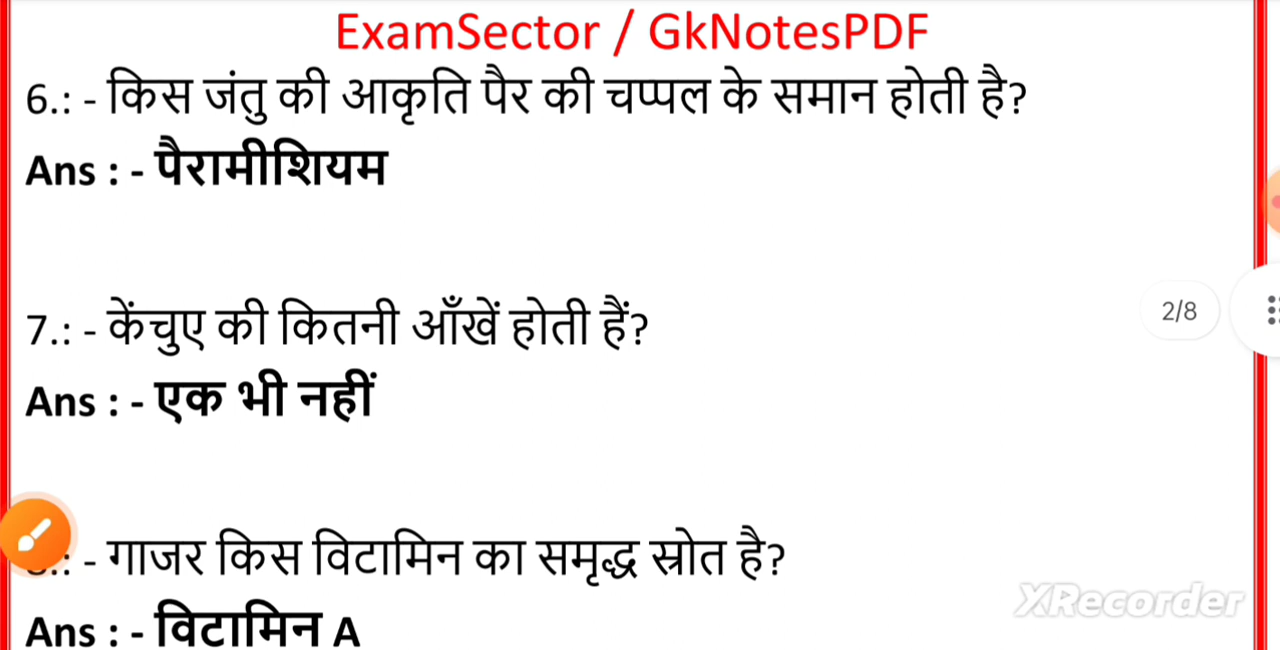 ExamSector / GkNotesPDF
6.: - किस जंतु की आकृति पैर की चप्पल के समान होती है?
Ans : - पैरामीशियम
7.: - केंचुए की कितनी आँखें होती हैं?
2/8
Ans : - एक भी नहीं
.: - गाजर किस विटामिन का समृद्ध स्रोत है?
XRecorder
Ans : - विटामिन A